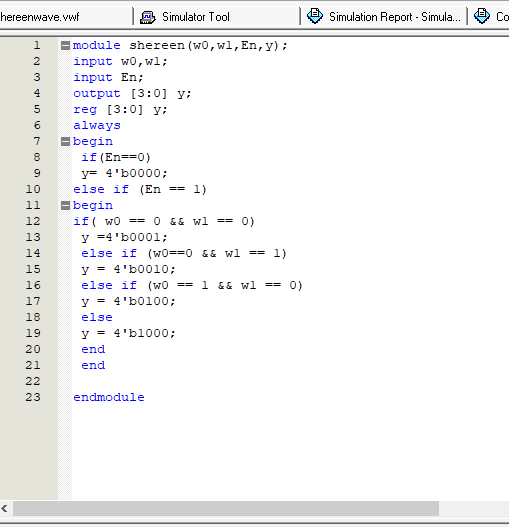 hereenwave.vwf Simulator Tool Simulation Report - Simula... Co
1 module shereen(w0,w1,En,y);
2 input w0,w1;
3 input En;
4 output [3:0] y;
5 reg [3:0] y;
6 always
7 begin
8 if(En==0)
9 y= 4'b0000;
10 else if (En == 1)
11 begin
12 if( w0 == 0 && w1 == 0)
13 y =4'b0001;
14 else if (w0==0 && w1 == 1)
15 y = 4'b0010;
16 else if (w0 == 1 && w1 == 0)
17 y = 4'b0100;
18 else
19 y = 4'b1000;
20 end
21 end
22
23 endmodule